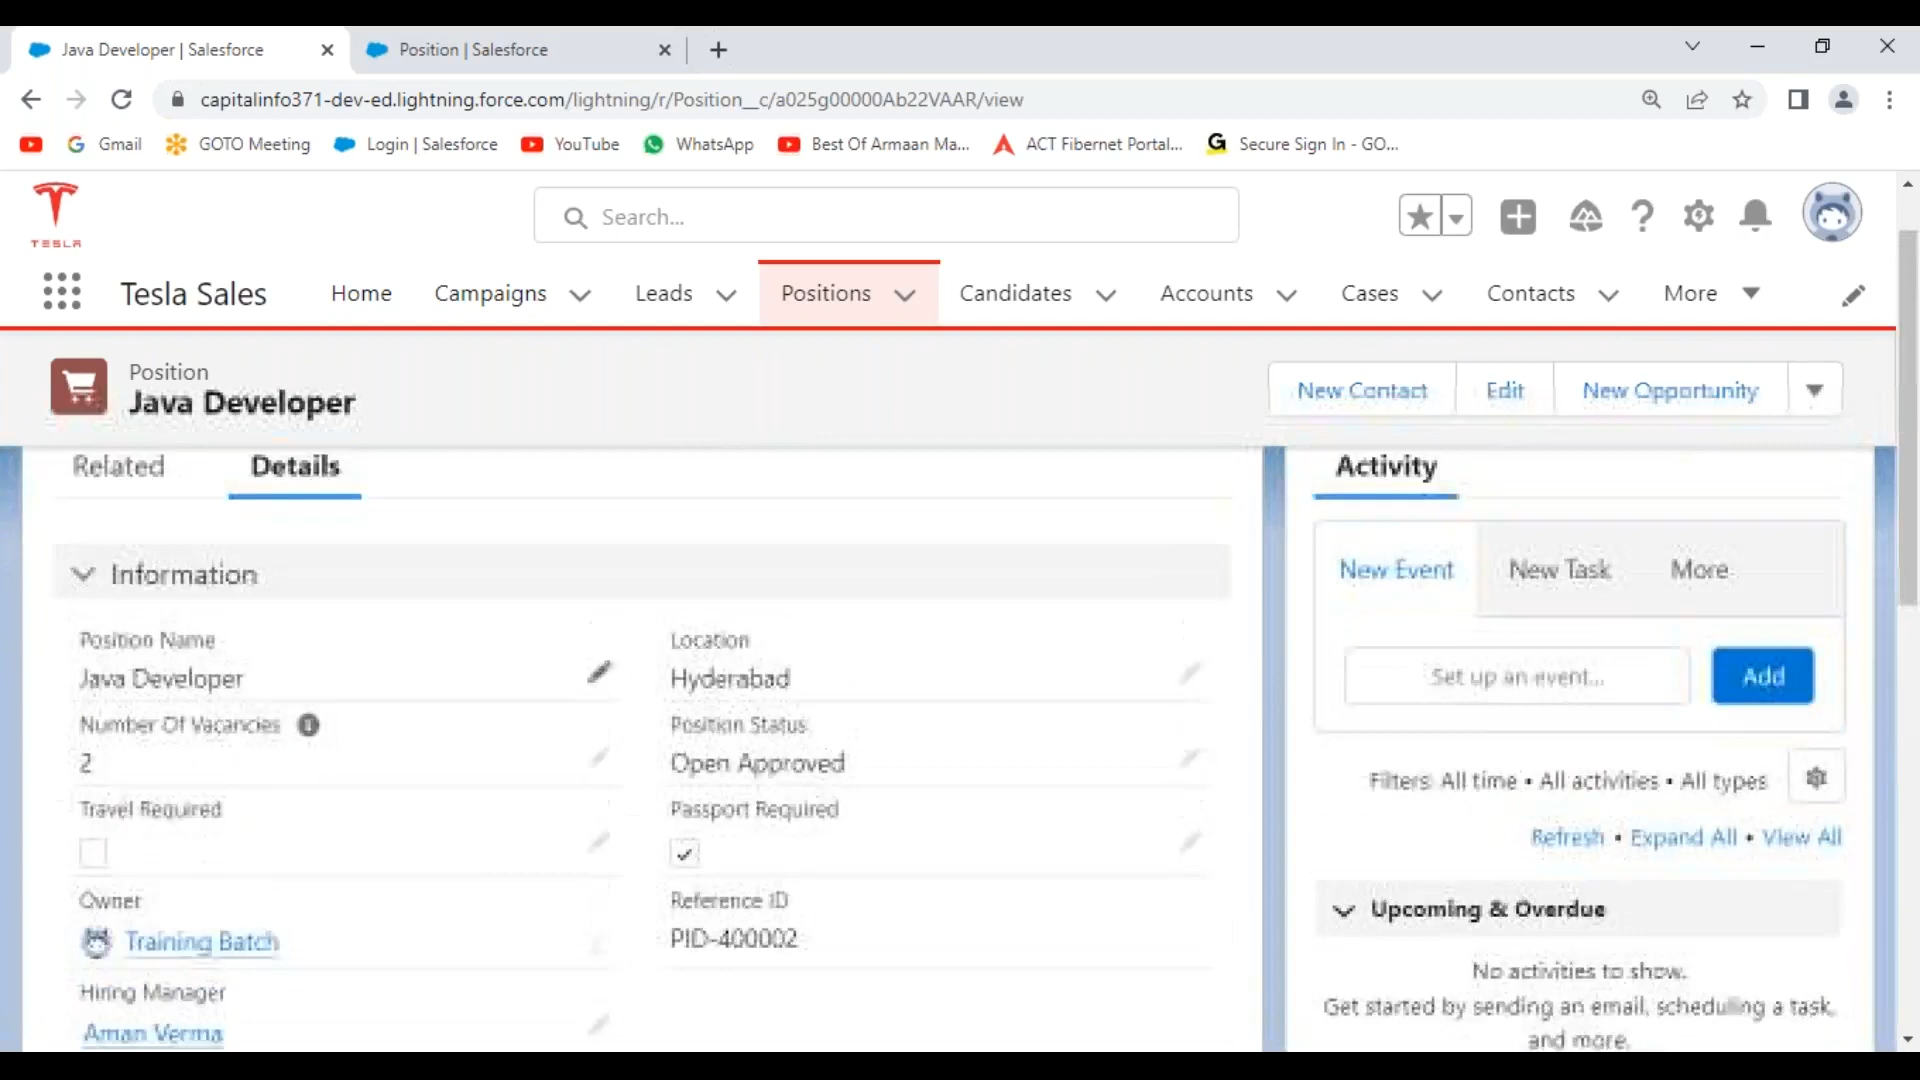 Java Developer | Salesforce
Position | Salesforce
capitalinfo371-dev-ed.lightning.force.com/lightning/r/Position__c/a025g00000Ab22VAAR/view
Gmail
GOTO Meeting
Login | Salesforce
YouTube
WhatsApp
Best Of Armaan Ma...
ACT Fibernet Portal...
Secure Sign In - GO...
TESLA
Search...
Tesla Sales
Home
Campaigns
Leads
Positions
Candidates
Accounts
Cases
Contacts
More
Position
Java Developer
New Contact
Edit
New Opportunity
Related
Details
Information
Position Name
Java Developer
Location
Hyderabad
Number Of Vacancies
2
Position Status
Open Approved
Travel Required
Passport Required
Owner
Training Batch
Reference ID
PID-400002
Hiring Manager
Aman Verma
Activity
New Event
New Task
More
Set up an event...
Add
Filters: All time • All activities • All types
Refresh • Expand All • View All
Upcoming & Overdue
No activities to show.
Get started by sending an email, scheduling a task,
and more.